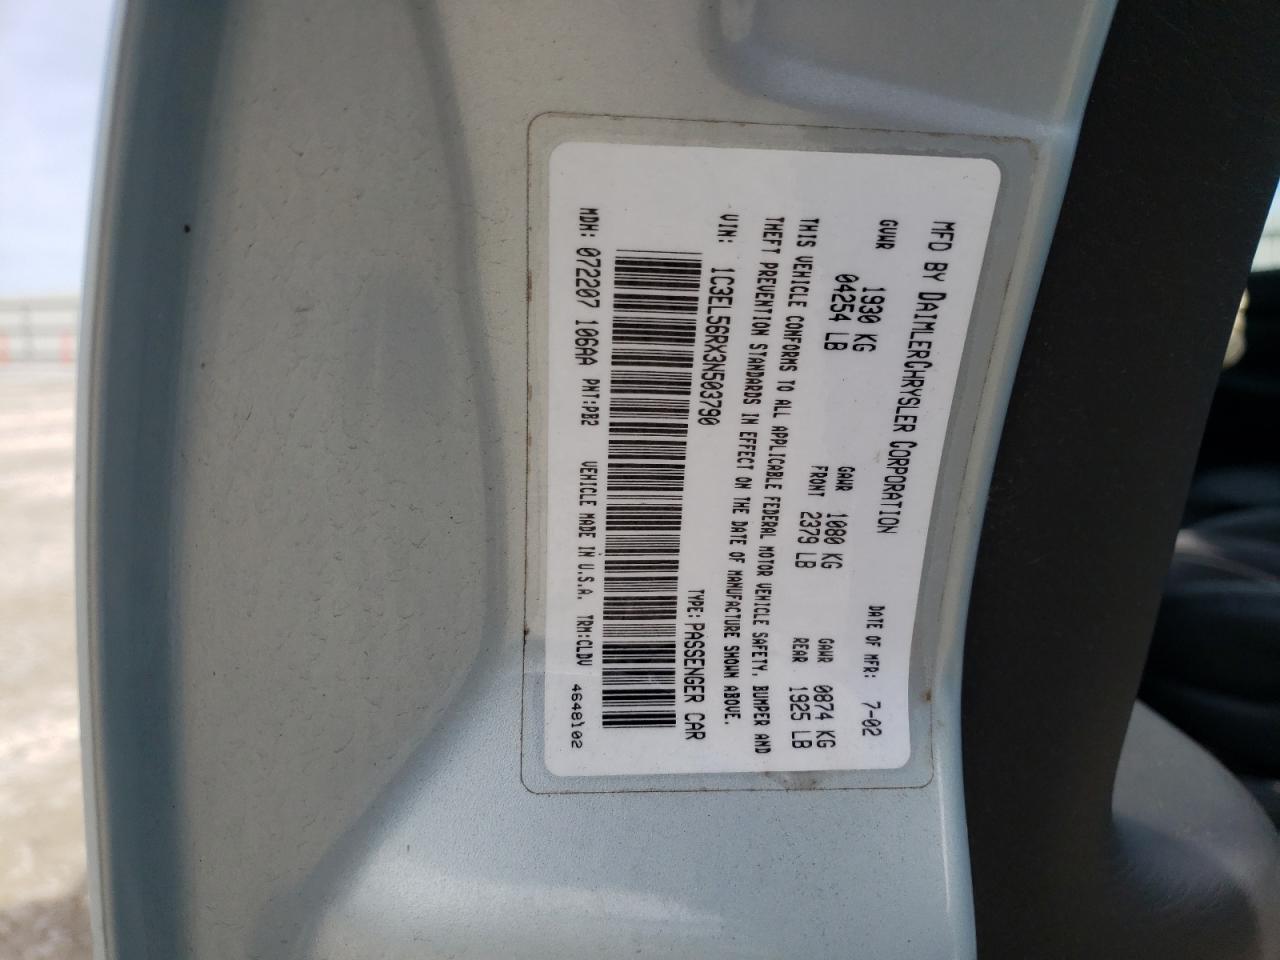 MFD BY DAIMLERCHRYSLER CORPORATION
DATE OF MFR: 7-02
GVWR 1930 KG
04254 LB
GAWR FRONT 1080 KG
2379 LB
GAWR REAR 0874 KG
1925 LB
THIS VEHICLE CONFORMS TO ALL APPLICABLE FEDERAL MOTOR VEHICLE SAFETY, BUMPER AND
THEFT PREVENTION STANDARDS IN EFFECT ON THE DATE OF MANUFACTURE SHOWN ABOVE.
VIN: 1C3EL56RX3N503790
TYPE: PASSENGER CAR
MDH: 072207 106AA PNT:PB2 VEHICLE MADE IN U.S.A. TRM:CLDV 4648102